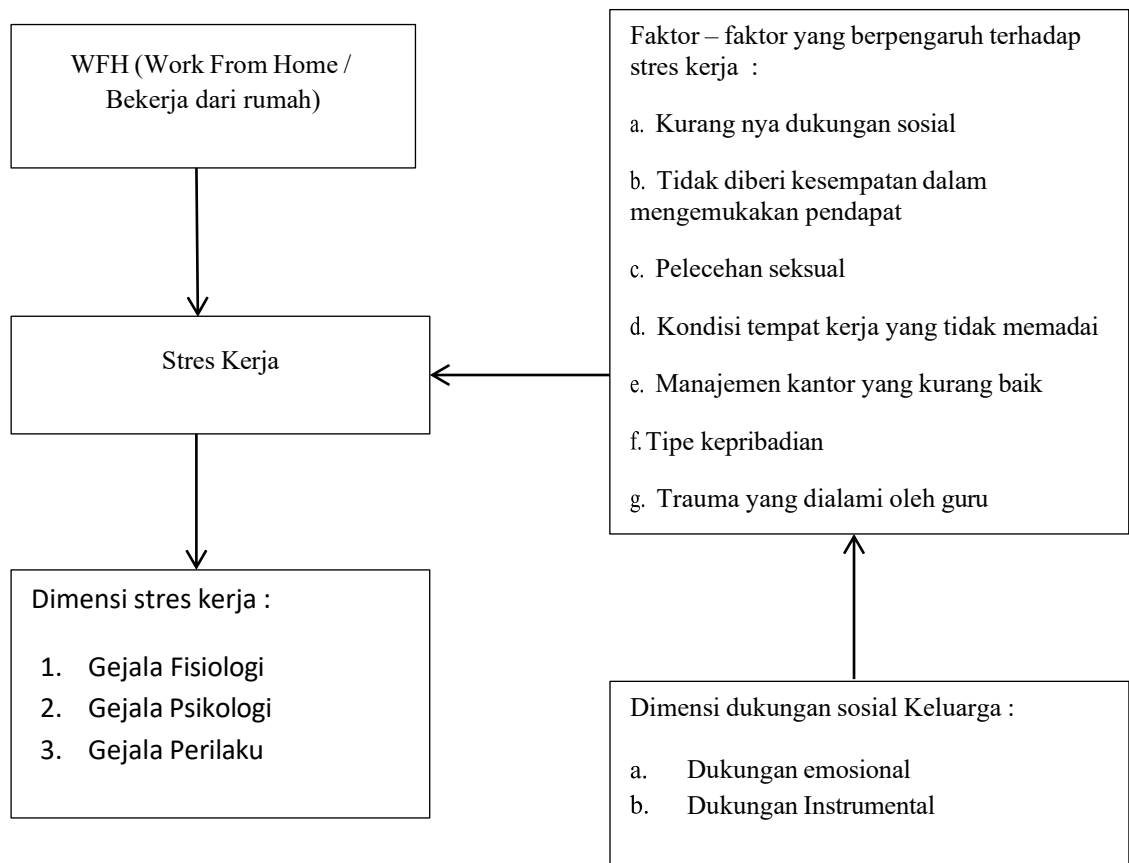 WFH (Work From Home /
Bekerja dari rumah)
Stres Kerja
Dimensi stres kerja :
1. Gejala Fisiologi
2. Gejala Psikologi
3. Gejala Perilaku
Faktor – faktor yang berpengaruh terhadap
stres kerja :
a. Kurang nya dukungan sosial
b. Tidak diberi kesempatan dalam
mengemukakan pendapat
c. Pelecehan seksual
d. Kondisi tempat kerja yang tidak memadai
e. Manajemen kantor yang kurang baik
f. Tipe kepribadian
g. Trauma yang dialami oleh guru
Dimensi dukungan sosial Keluarga :
a. Dukungan emosional
b. Dukungan Instrumental